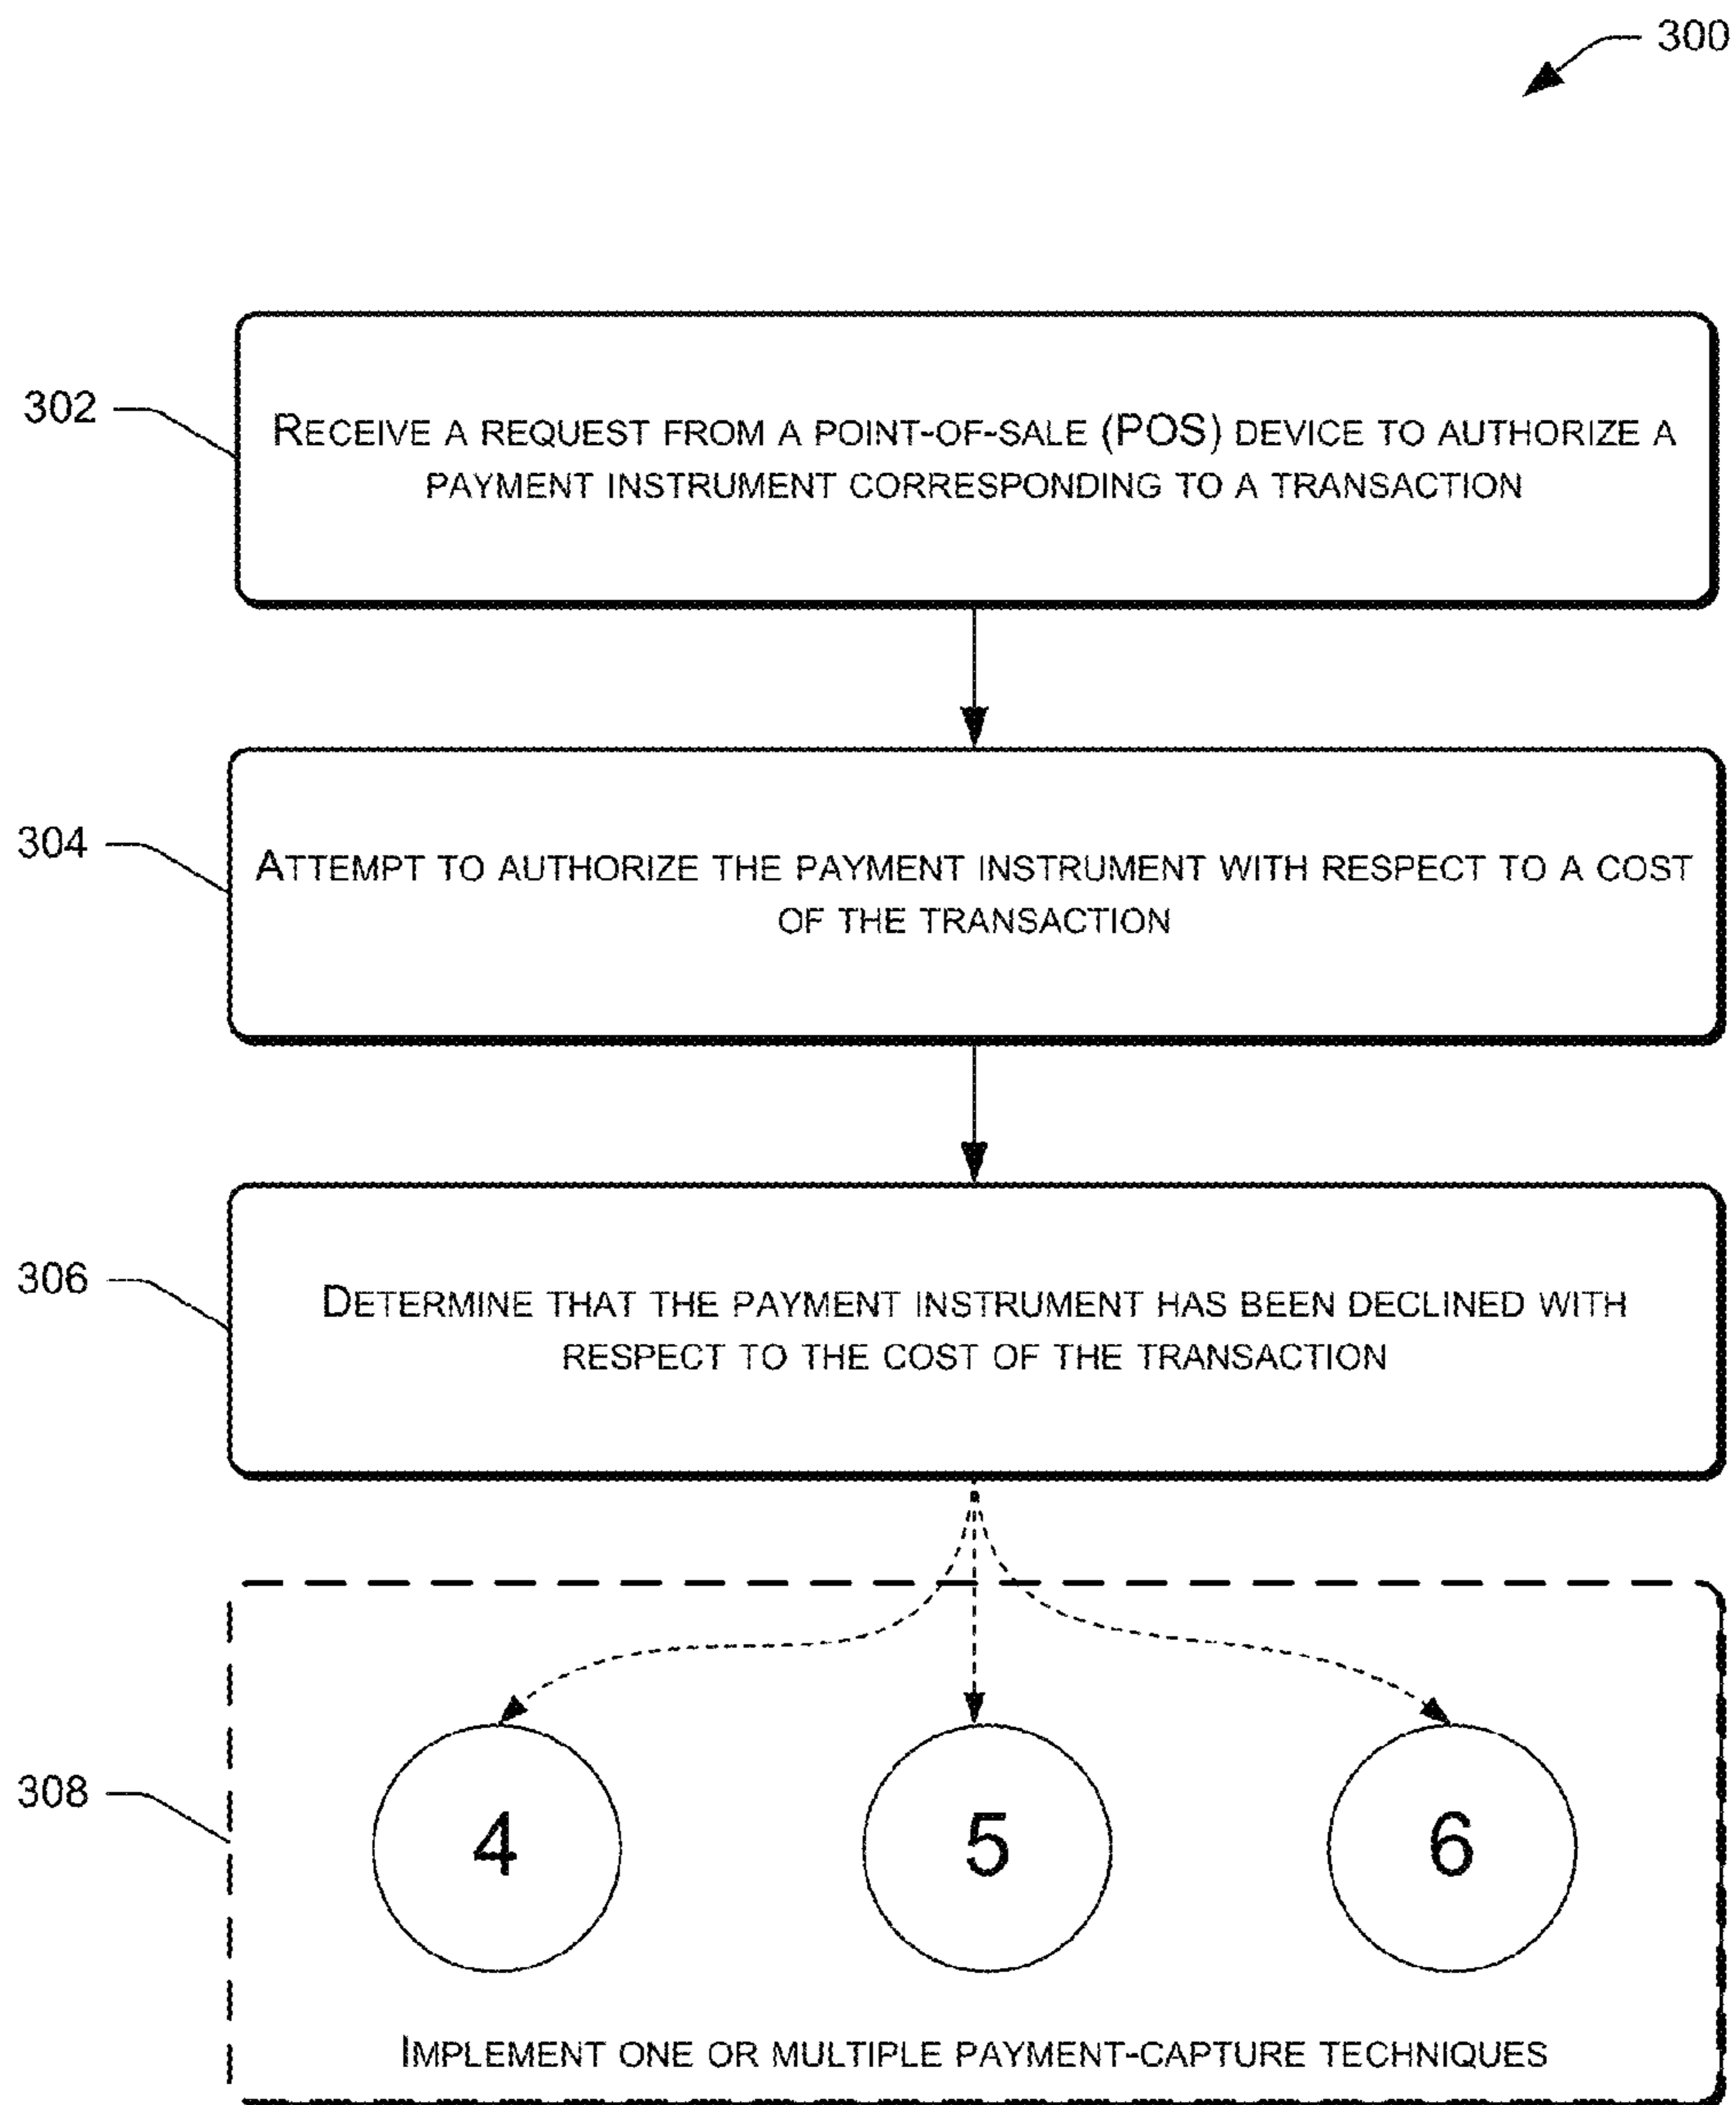 300
302
RECEIVE A REQUEST FROM A POINT-OF-SALE (POS) DEVICE TO AUTHORIZE A
PAYMENT INSTRUMENT CORRESPONDING TO A TRANSACTION
304
ATTEMPT TO AUTHORIZE THE PAYMENT INSTRUMENT WITH RESPECT TO A COST
OF THE TRANSACTION
306
DETERMINE THAT THE PAYMENT INSTRUMENT HAS BEEN DECLINED WITH
RESPECT TO THE COST OF THE TRANSACTION
308
4 5 6
IMPLEMENT ONE OR MULTIPLE PAYMENT-CAPTURE TECHNIQUES